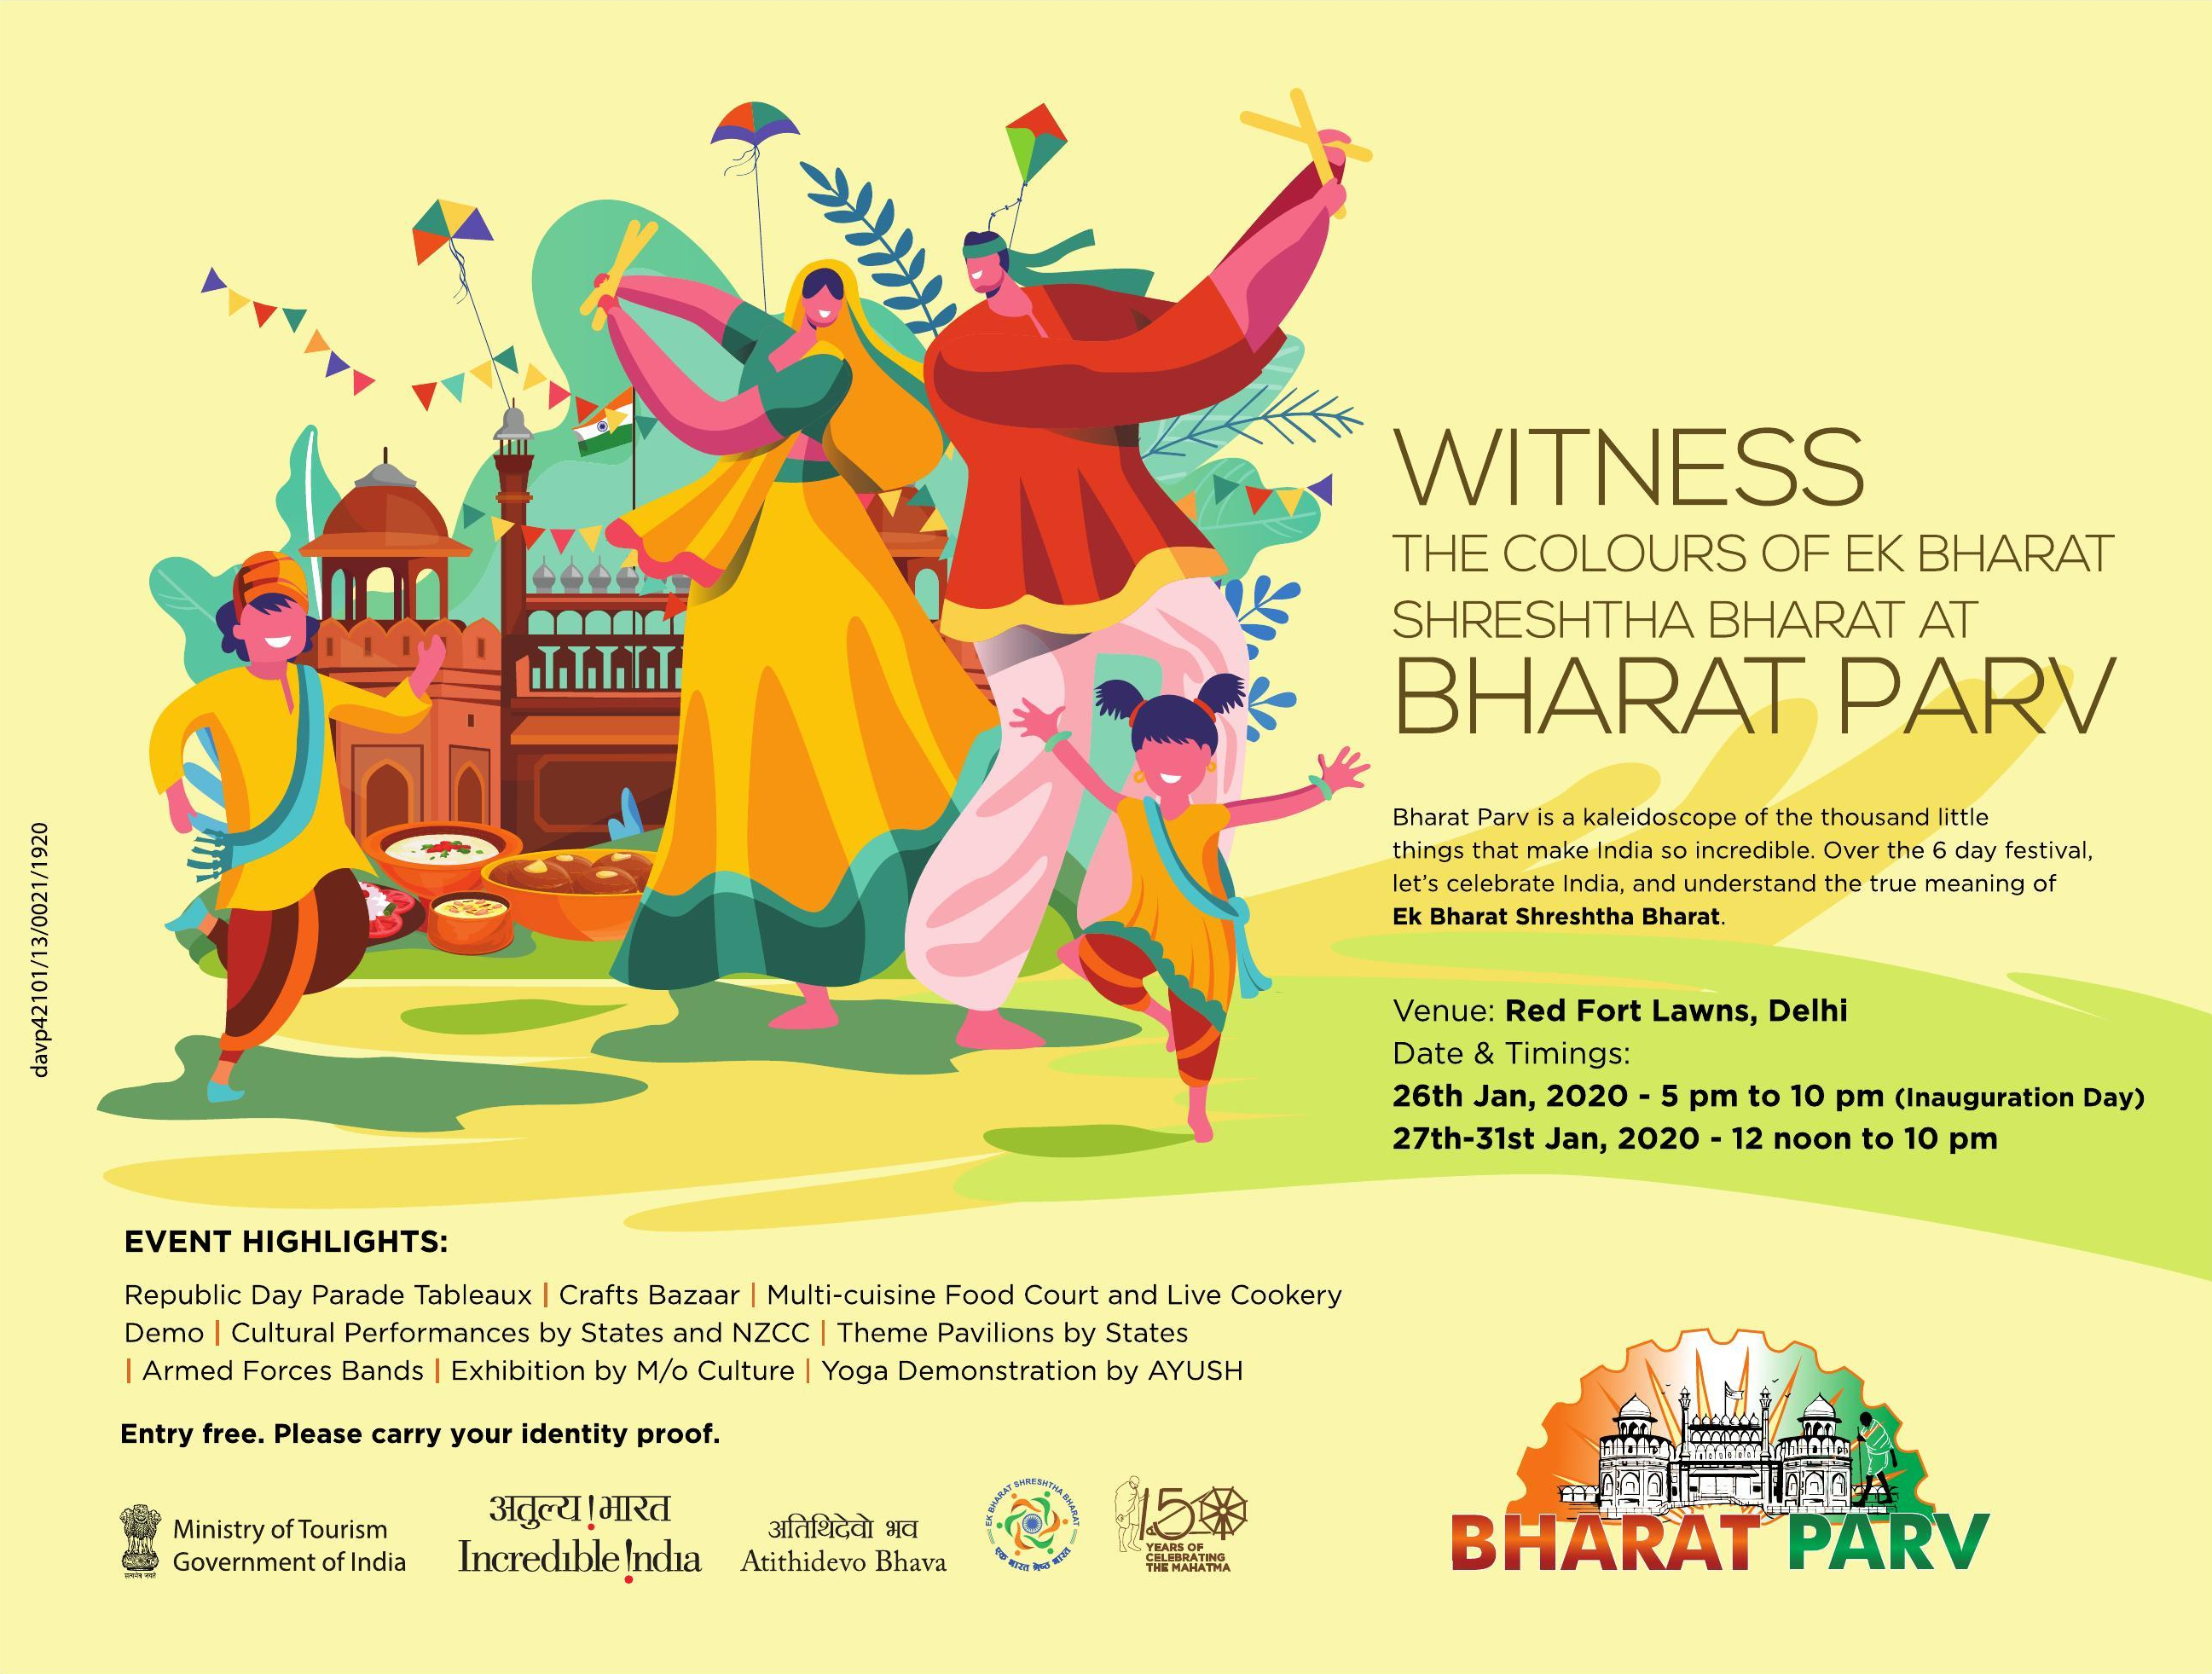 WITNESS
THE COLOURS OF EK BHARAT
SHRESHTHA BHARAT AT
BHARAT PARV
Bharat Parv is a kaleidoscope of the thousand little
things that make India so incredible. Over the 6 day festival,
let's celebrate India, and understand the true meaning of
Ek Bharat Shreshtha Bharat.
Venue: Red Fort Lawns, Delhi
Date & Timings:
26th Jan, 2020 - 5 pm to 10 pm (Inauguration Day)
27th-31st Jan, 2020 - 12 noon to 10 pm
davp42101/13/0021/1920
EVENT HIGHLIGHTS:
Republic Day Parade Tableaux | Crafts Bazaar | Multi-cuisine Food Court and Live Cookery
Demo | Cultural Performances by States and NZCC | Theme Pavilions by States
| Armed Forces Bands | Exhibition by M/o Culture | Yoga Demonstration by AYUSH
Entry free. Please carry your identity proof.
सत्यमेव जयते
Ministry of Tourism
Government of India
अतुल्य!भारत
Incredible!ndia
अतिथिदेवो भव
Atithidevo Bhava
EK BHARAT SHRESHTHA BHARAT
एक भारत श्रेष्ठ भारत
150
YEARS OF
CELEBRATING
THE MAHATMA
BHARAT PARV